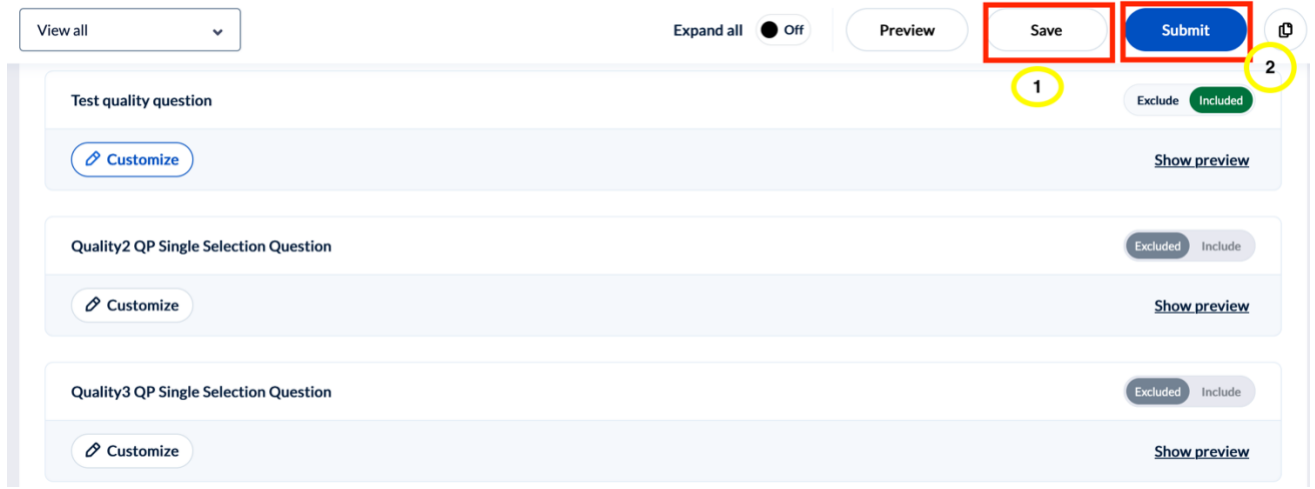 View all
Expand all Off Preview Save Submit
1 2
Test quality question Exclude Included
Customize Show preview
Quality2 QP Single Selection Question Excluded Include
Customize Show preview
Quality3 QP Single Selection Question Excluded Include
Customize Show preview